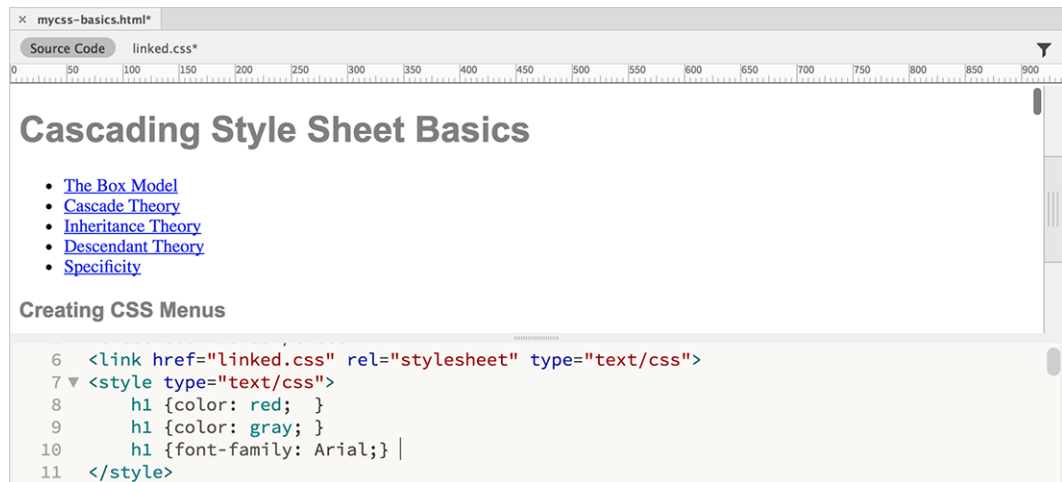 × mycss-basics.html*
Source Code linked.css*
0 50 100 150 200 250 300 350 400 450 500 550 600 650 700 750 800 850 900
Cascading Style Sheet Basics
• The Box Model
• Cascade Theory
• Inheritance Theory
• Descendant Theory
• Specificity
Creating CSS Menus
6 <link href="linked.css" rel="stylesheet" type="text/css">
7 ▼ <style type="text/css">
8 h1 {color: red;  }
9 h1 {color: gray; }
10 h1 {font-family: Arial;}
11 </style>